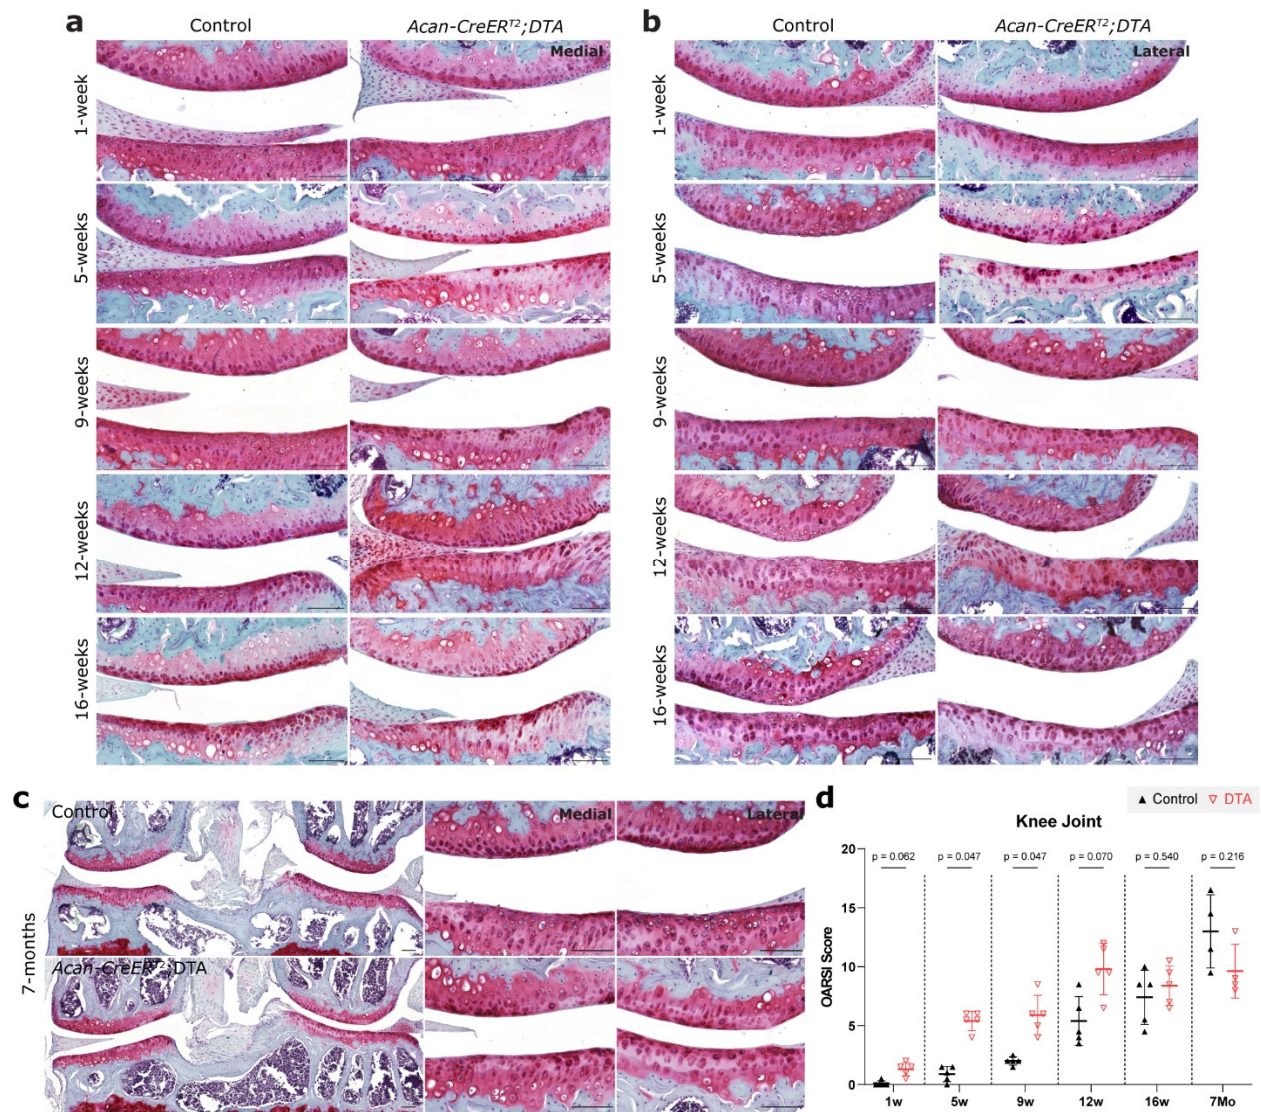 a
Control
Acan-CreERT2;DTA
Medial
1-week
5-weeks
9-weeks
12-weeks
16-weeks
b
Control
Acan-CreERT2;DTA
Lateral
1-week
5-weeks
9-weeks
12-weeks
16-weeks
c
Control
Medial
Lateral
7-months
Acan-CreERT2;DTA
d
Control
DTA
Knee Joint
OARSI Score
20
15
10
5
0
p = 0.062
p = 0.047
p = 0.047
p = 0.070
p = 0.540
p = 0.216
1w
5w
9w
12w
16w
7Mo